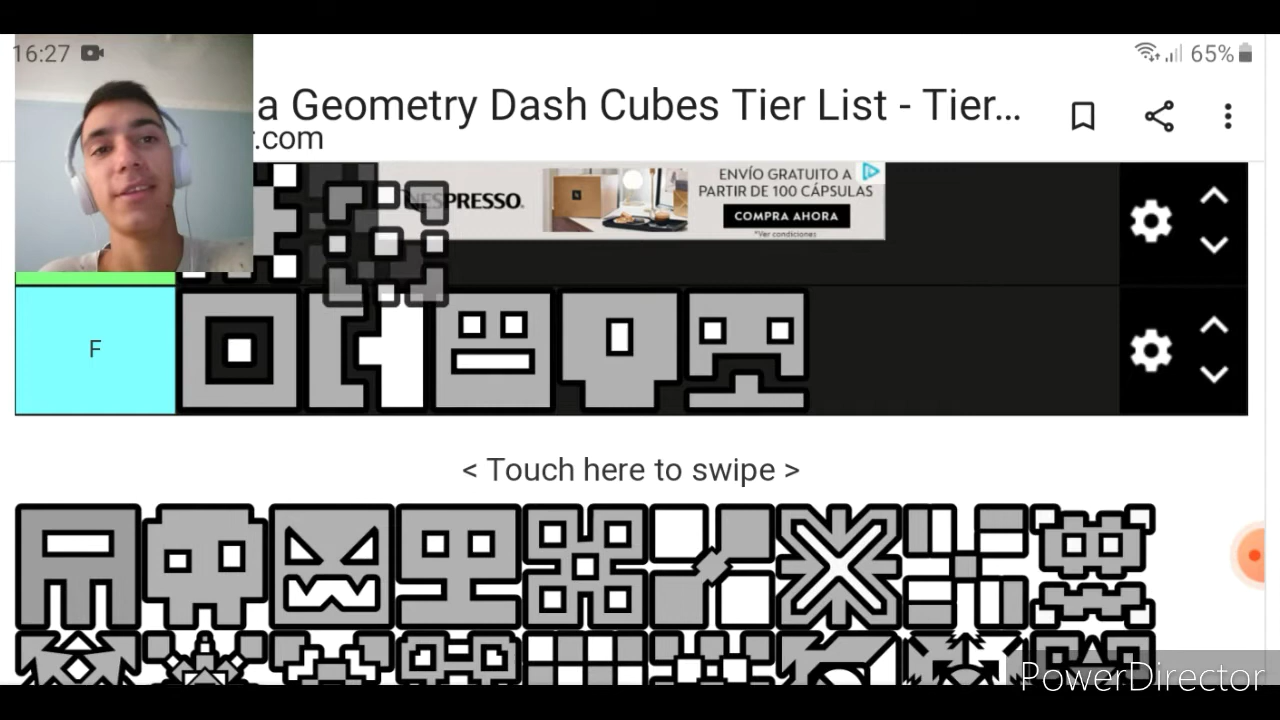 16:27
65%
a Geometry Dash Cubes Tier List - Tier...
.com
NESPRESSO.
ENVÍO GRATUITO A
PARTIR DE 100 CÁPSULAS
COMPRA AHORA
*Ver condiciones
F
< Touch here to swipe >
PowerDirector